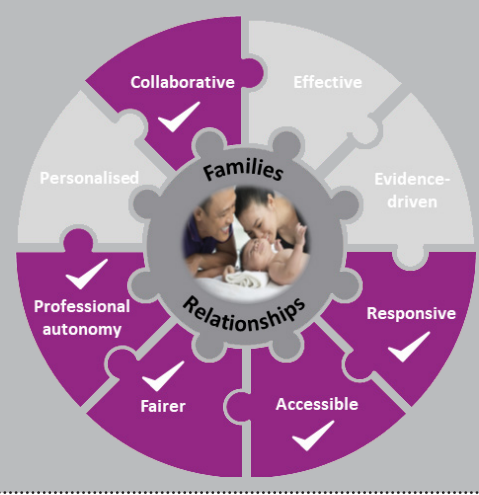 Collaborative
Effective
Families
Personalised
Evidence-
driven
Relationships
Professional
autonomy
Responsive
Fairer
Accessible